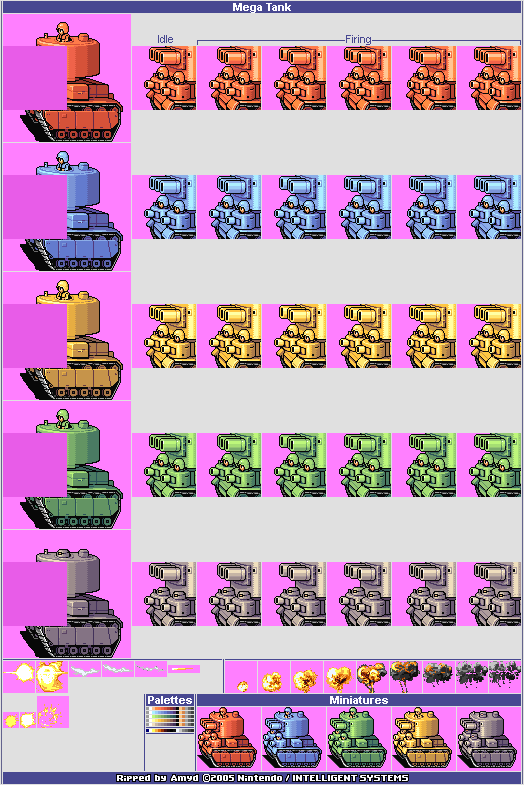 Mega Tank
Idle
Firing
Palettes
Miniatures
Ripped by Amyd ©2005 Nintendo / INTELLIGENT SYSTEMS